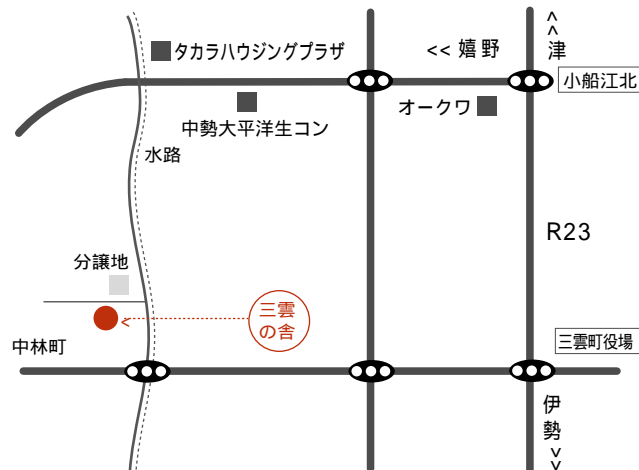 タカラハウジングプラザ
<< 嬉野
<< 津
小船江北
中勢太平洋生コン
オークワ
水路
R23
分譲地
三雲
の舎
中林町
三雲町役場
伊勢 >>